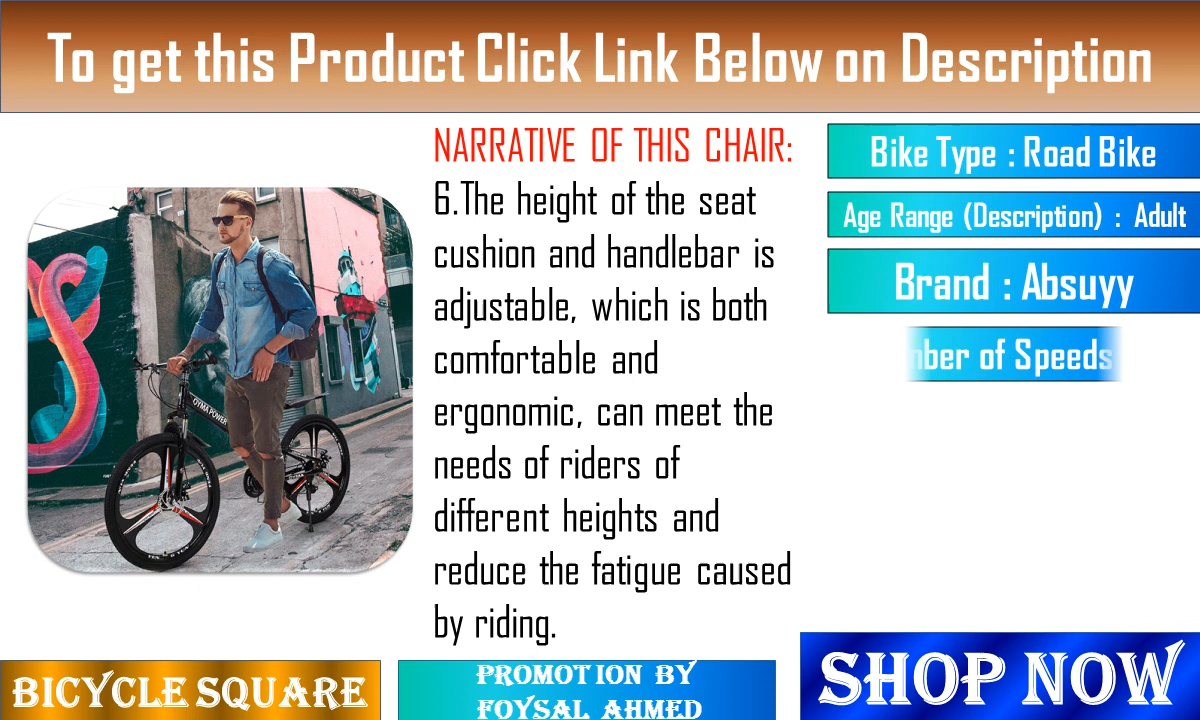 To get this Product Click Link Below on Description
NARRATIVE OF THIS CHAIR:
6.The height of the seat
cushion and handlebar is
adjustable, which is both
comfortable and
ergonomic, can meet the
needs of riders of
different heights and
reduce the fatigue caused
by riding.
Bike Type : Road Bike
Age Range (Description) : Adult
Brand : Absuyy
of Speeds
OYMA POWER
BICYCLE SQUARE
PROMOTION BY
FOYSAL AHMED
SHOP NOW